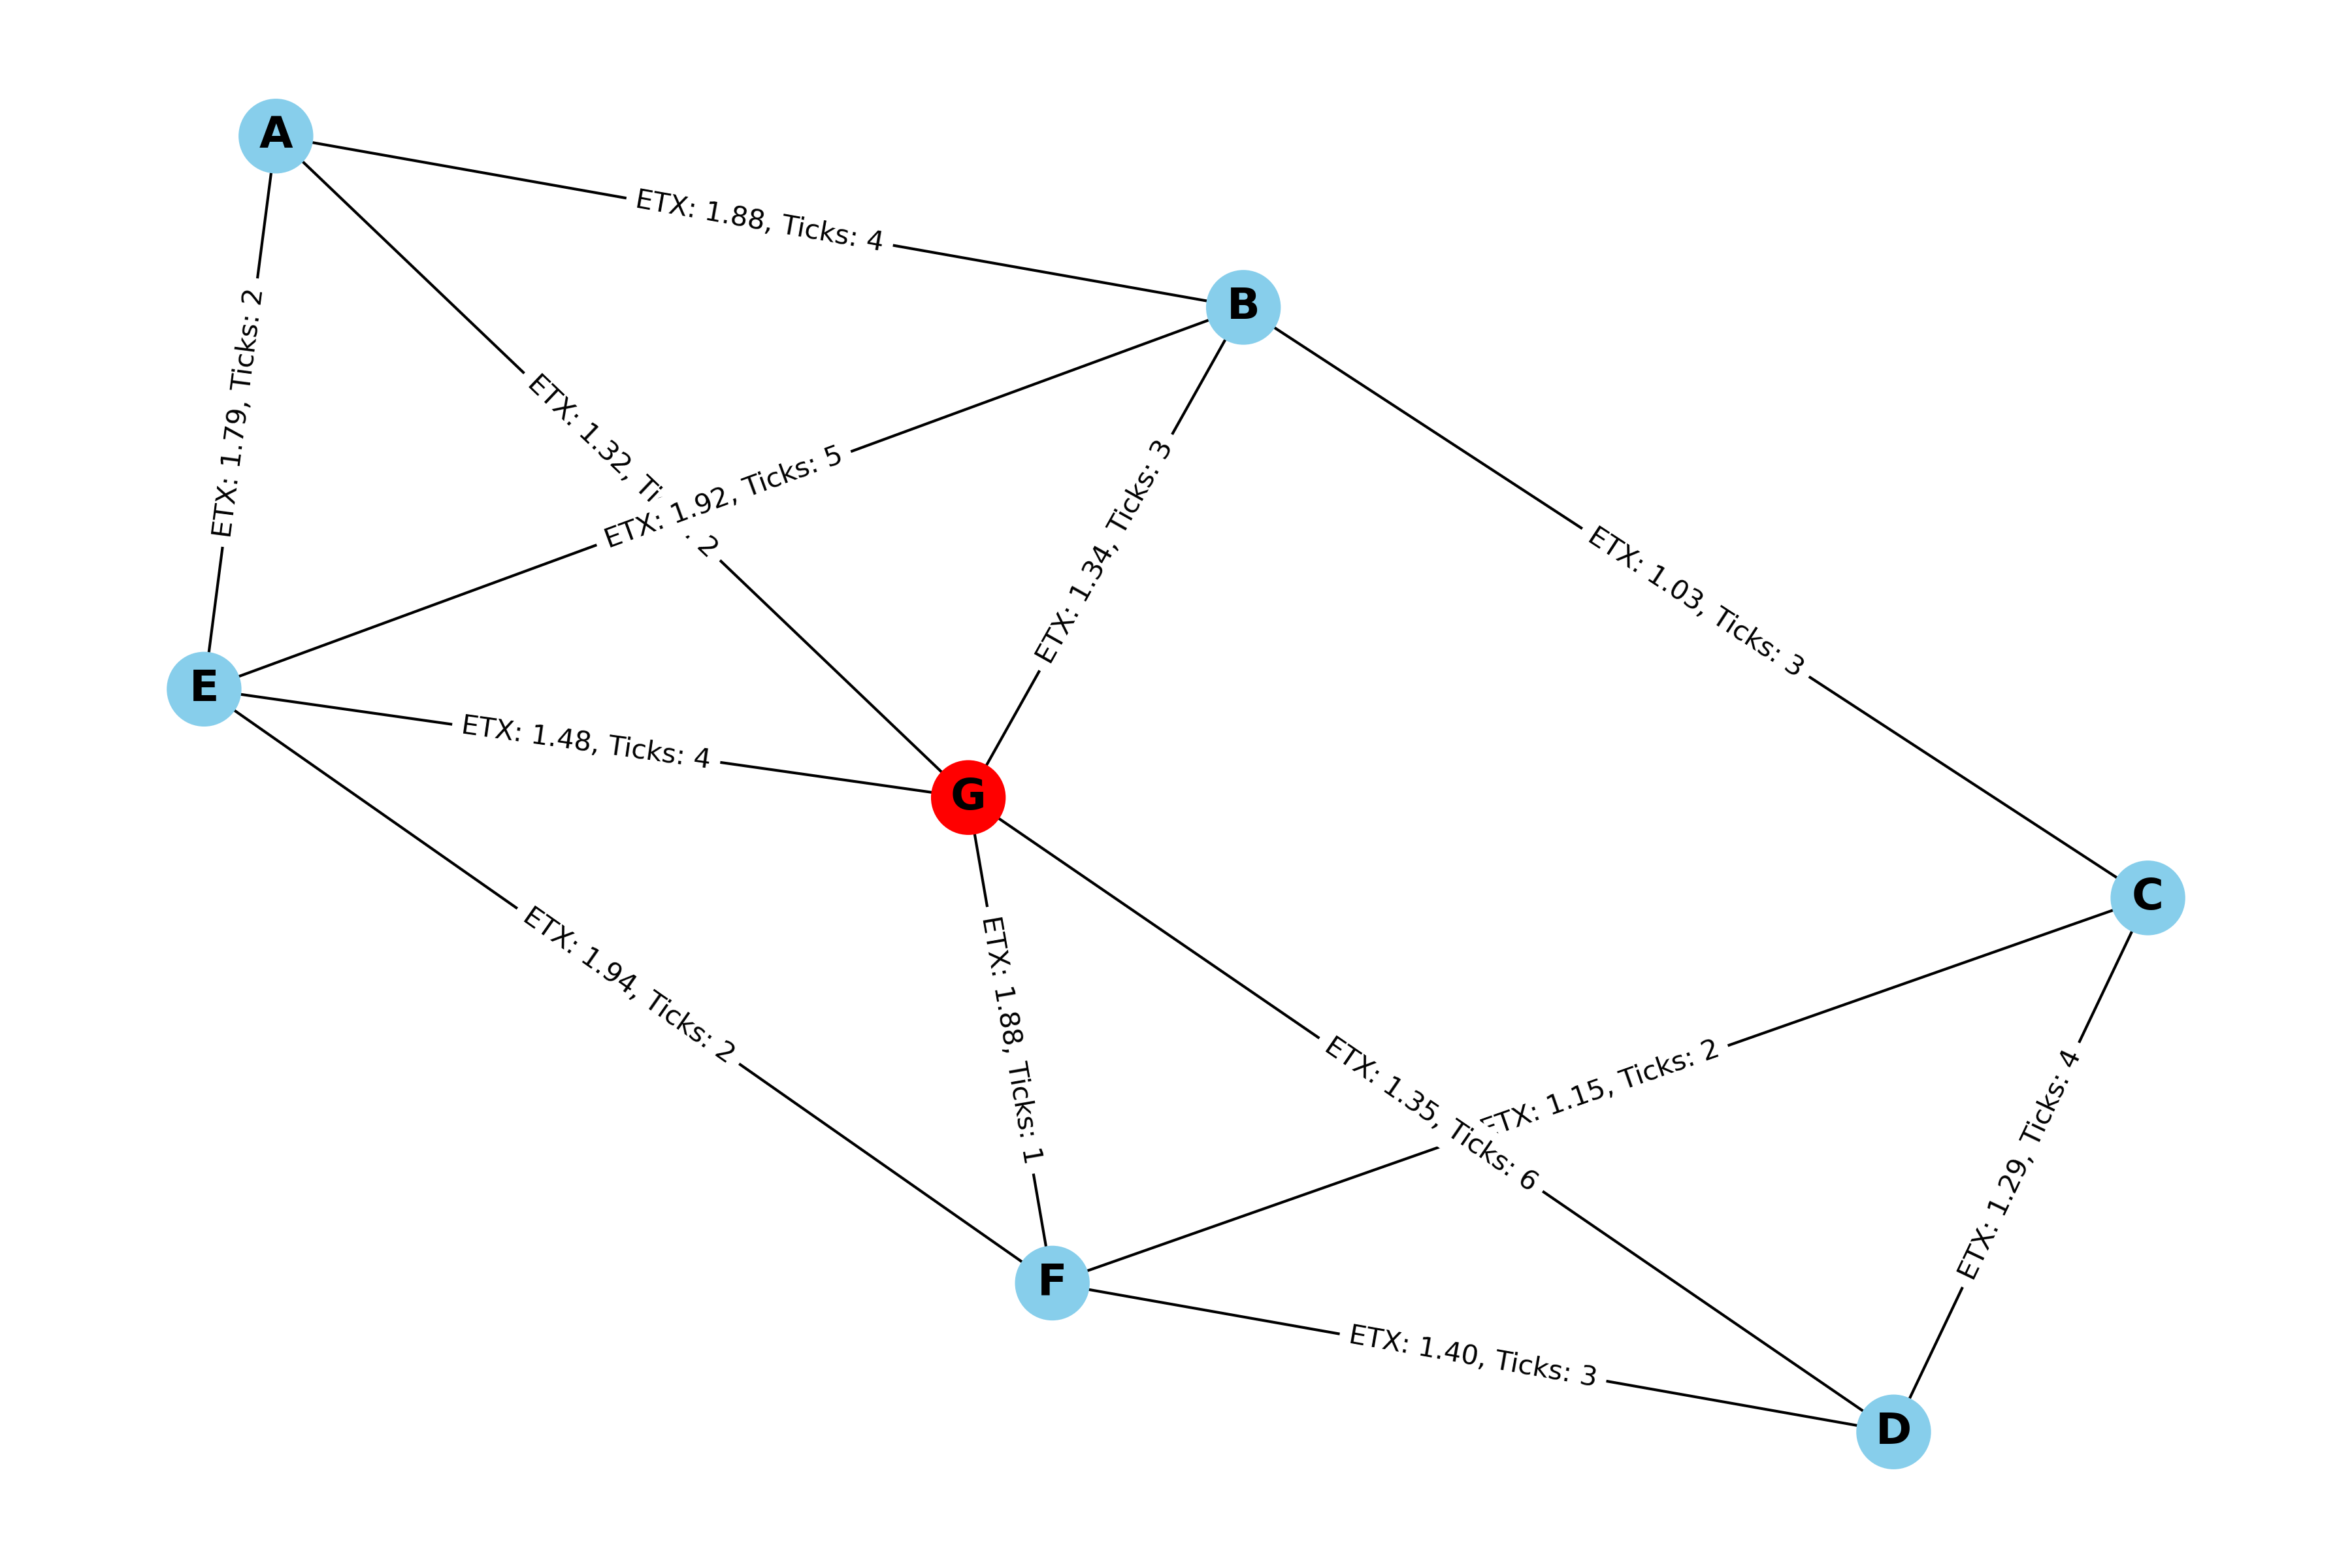 A
ETX: 1.88, Ticks: 4
B
ETX: 1.79, Ticks: 2
ETX: 1.32, 2
ETX: 1.92, Ticks: 5
ETX: 1.34, Ticks: 3
ETX: 1.03, Ticks: 3
E
ETX: 1.48, Ticks: 4
G
C
ETX: 1.94, Ticks: 2
ETX: 1.88, Ticks: 1
ETX: 1.35, Ticks: 6
ETX: 1.15, Ticks: 2
ETX: 1.29, Ticks: 4
F
ETX: 1.40, Ticks: 3
D